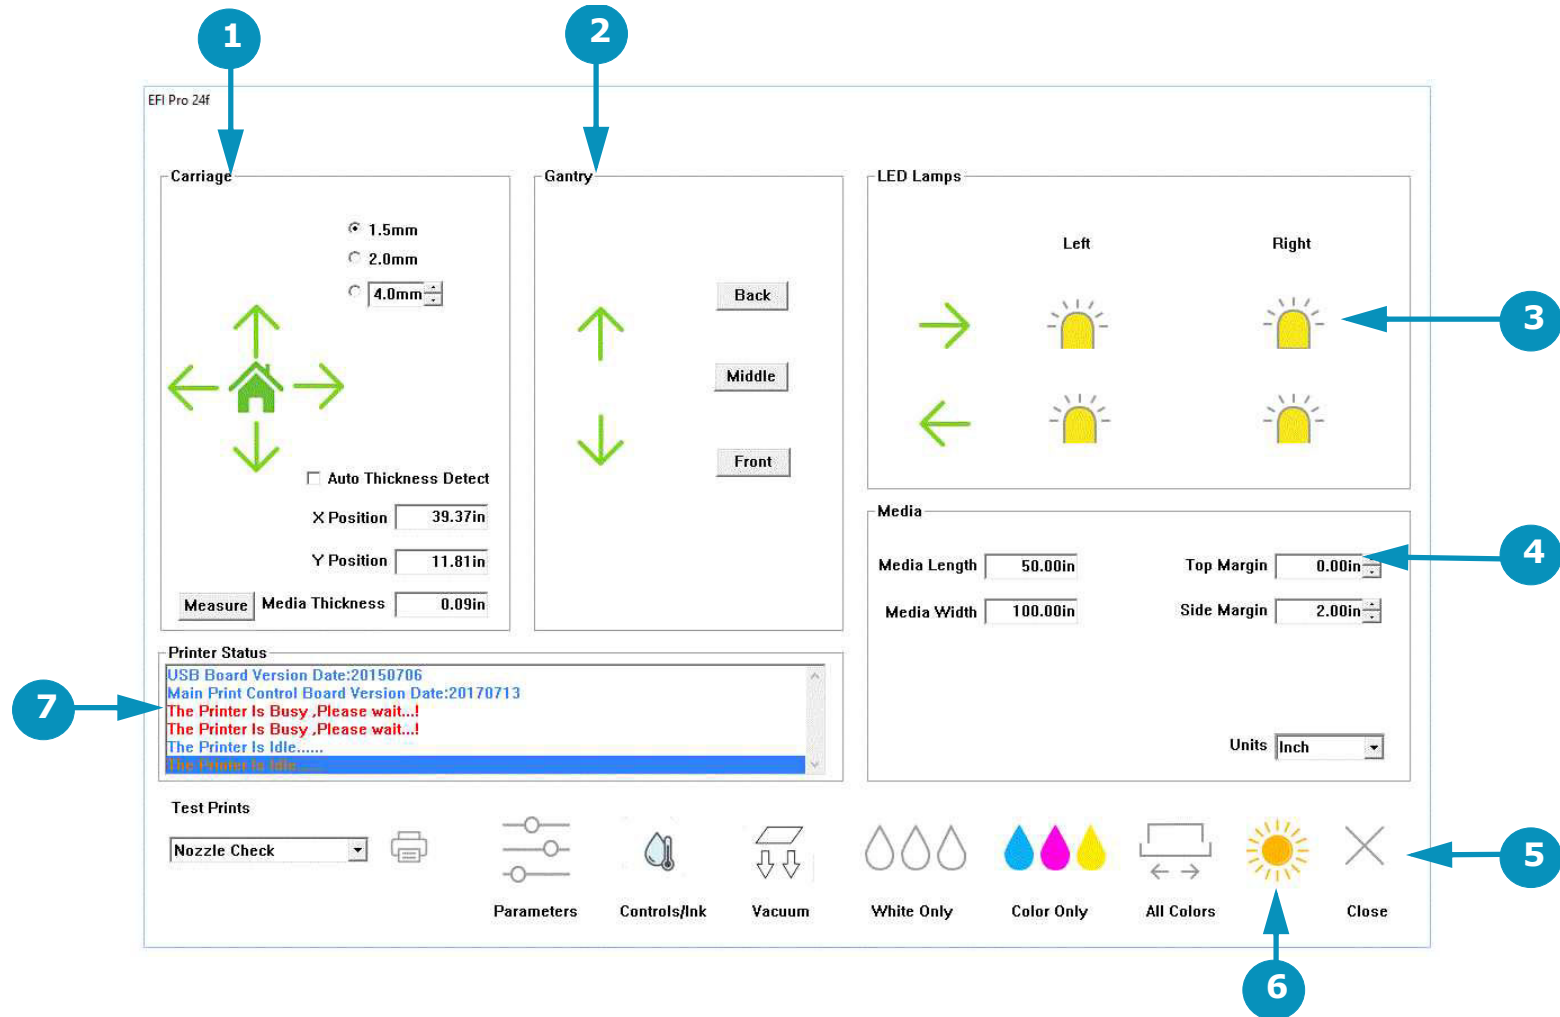 1
2
EFI Pro 24f
Carriage
1.5mm
2.0mm
4.0mm
Auto Thickness Detect
X Position 39.37in
Y Position 11.81in
Measure Media Thickness 0.09in
Gantry
Back
Middle
Front
LED Lamps
Left Right
3
Media
Media Length 50.00in Top Margin 0.00in
4
Media Width 100.00in Side Margin 2.00in
Units Inch
Printer Status
7
USB Board Version Date:20150706
Main Print Control Board Version Date:20170713
The Printer Is Busy ,Please wait...!
The Printer Is Busy ,Please wait...!
The Printer Is Idle......
The Printer Is Idle......
Test Prints
Nozzle Check
5
Parameters Controls/Ink Vacuum White Only Color Only All Colors Close
6